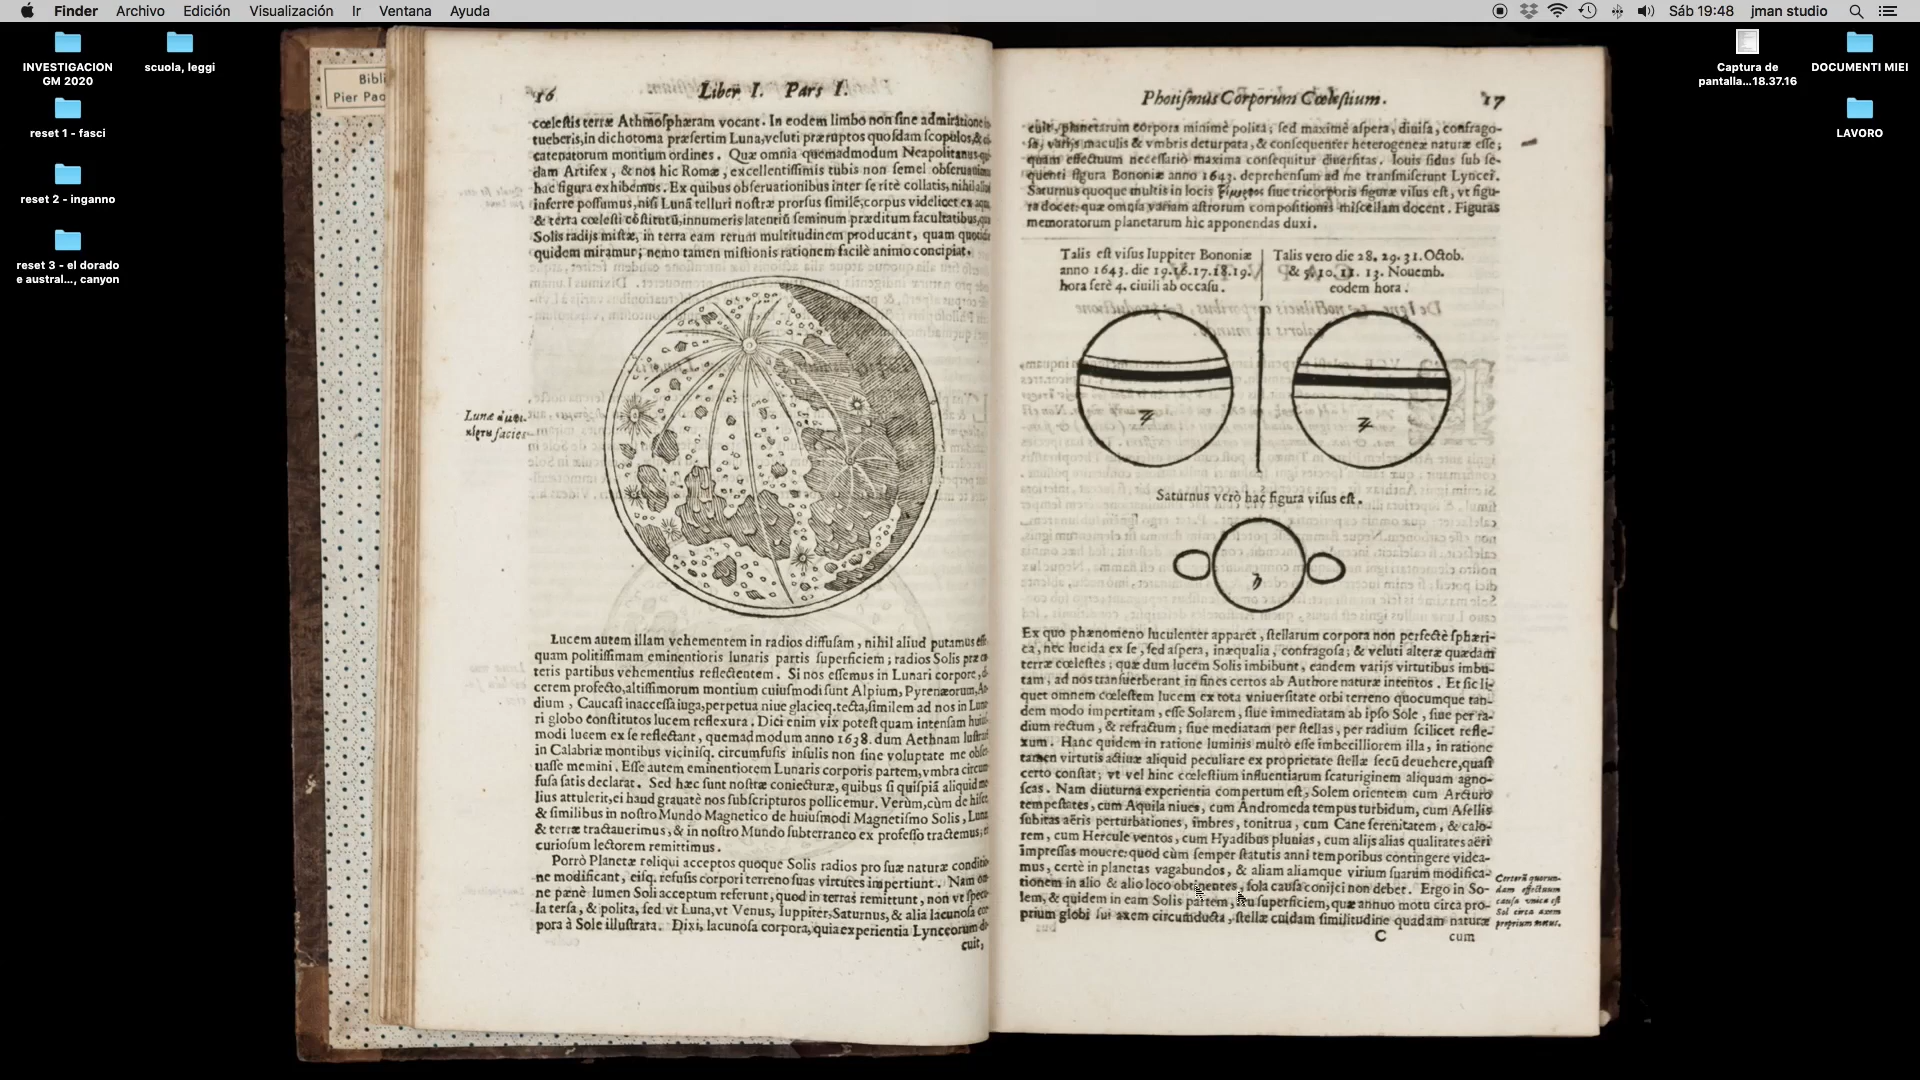 Finder Archivo Edición Visualización Ir Ventana Ayuda
Sáb 19:48 jman studio
INVESTIGACION
GM 2020
scuola, leggi
reset 1 - fasci
reset 2 - inganno
reset 3 - el dorado
e austral..., canyon
Captura de
pantalla...18.37.16
DOCUMENTI MIEI
LAVORO
Bibli
Pier Pao
16 Liber I. Pars I.
cœlestis terræ Athmosphæram vocant. In eodem limbo non sine admiratione
tueberis, in dichotoma præsertim Luna, veluti præruptos quosdam scopulos, &
catenatorum montium ordines. Quæ omnia quemadmodum Neapolitanus
dam Artifex, & nos hic Romæ, excellentissimis tubis non semel
hac figura exhibemus. Ex quibus obseruationibus inter se ritè collatis,
inferre possumus, nisi Lunã telluri nostræ prorsus similẽ; corpus videlicet ex
& terra cœlesti cõstitutũ, innumeris latentiũ seminum præditum facultatibus,
Solis radijs mistæ, in terra eam rerum multitudinem producant, quam
quidem miramur; nemo tamen mistionis rationem facilè animo concipiat.
Lunæ
facies
Lucem autem illam vehementem in radios diffusam, nihil aliud putamus
quam politissimam eminentioris lunaris partis superficiem; radios Solis
teris partibus vehementius reflectentem. Si nos essemus in Lunari corpore,
cerem profecto, altissimorum montium cuiusmodi sunt Alpium, Pyrenæorum,
dium, Caucasi inaccessa iuga, perpetua niue glacieq. tecta, similem ad nos in
ri globo constitutos lucem reflexura. Dici enim vix potest quam intensam
modi lucem ex se reflectant, quemadmodum anno 1638. dum Aethnam
in Calabriæ montibus vicinisq. circumfusis insulis non sine voluptate me
uasse memini. Esse autem eminentiorem Lunaris corporis partem, vmbra
fusa satis declarat. Sed hæc sunt nostræ coniecturæ, quibus si quispiã aliquid
lius attulerit, ei haud grauatè nos subscripturos pollicemur. Verùm, cùm de
& similibus in nostro Mundo Magnetico de huiusmodi Magnetismo Solis,
& terræ tractauerimus, & in nostro Mundo subterraneo ex professo tractemus;
curiosum lectorem remittimus.
Porrò Planetæ reliqui acceptos quoque Solis radios pro suæ naturæ
ne modificant, eisq. refusis corpori terreno suas virtutes impertiunt. Nam
ne pænè lumen Soli acceptum referunt, quod in terras remittunt, non vt
la tersa, & polita, sed vt Luna, vt Venus, Iuppiter, Saturnus, & alia lacunosa
pora à Sole illustrata. Dixi, lacunosa corpora, quia experientia Lynceorum
cuit,
Photismus Corporum Cœlestium. 17
cuit, planetarum corpora minimè polita; sed maximè aspera, diuisa, confrago-
sa, varijs maculis & vmbris deturpata, & consequenter heterogeneæ naturæ esse;
quam effectuum necessariò maxima consequitur diuersitas. Iouis sidus sub se-
quenti figura Bononiæ anno 1643. deprehensum ad me transmiserunt Lyncei.
Saturnus quoque multis in locis siue tricorporis figuræ visus est, vt figu-
ra docet: quæ omnia variam astrorum compositionis miscellam docent. Figuras
memoratorum planetarum hic apponendas duxi.
Talis est visus Iuppiter Bononiæ
anno 1643. die 19.16.17.18.19.
hora ferè 4. ciuili ab occasu.
Talis vero die 28. 29. 31. Octob.
& 5. 10. 11. 13. Nouemb.
eodem hora.
♃ ♃
Saturnus verò hac figura visus est.
♄
Ex quo phænomeno luculenter apparet, stellarum corpora non perfectè sphæri-
ca, nec lucida ex se, sed aspera, inæqualia, confragosa; & veluti alteræ quædam
terræ cœlestes; quæ dum lucem Solis imbibunt, eandem varijs virtutibus imbu-
tam, ad nos transuerberant in fines certos ab Authore naturæ intentos. Et sic li-
quet omnem cœlestem lucem ex tota vniuersitate orbi terreno quocumque tan-
dem modo impertitam, esse Solarem, siue immediatam ab ipso Sole, siue per ra-
dium rectum, & refractum; siue mediatam per stellas, per radium scilicet refle-
xum. Hanc quidem in ratione luminis multò esse imbecilliorem illa, in ratione
tamen virtutis actiuæ aliquid peculiare ex proprietate stellæ secũ deuehere, quasi
certo constat; vt vel hinc cœlestium influentiarum scaturiginem aliquam agno-
scas. Nam diuturna experientia compertum est, Solem orientem cum Arcturo
tempestates, cum Aquila niues, cum Andromeda tempus turbidum, cum Asellis
subitas aëris perturbationes, imbres, tonitrua, cum Cane serenitatem, & calo-
rem, cum Hercule ventos, cum Hyadibus pluuias, cum alijs alias qualitates aëri
impressas mouere: quod cùm semper statutis anni temporibus contingere videa-
mus, certè in planetas vagabundos, & aliam aliamque virium suarum modifica-
tionem in alio & alio loco obtinentes, sola causa conijci non debet. Ergo in So-
lem, & quidem in eam Solis partem, seu superficiem, quæ annuo motu circa pro-
prium globi sui axem circumducta, stellæ cuidam similitudine quadam naturæ
Certorũ quorun-
dam effectuum
causa vnica est
Sol circa axem
proprium motus.
C cum